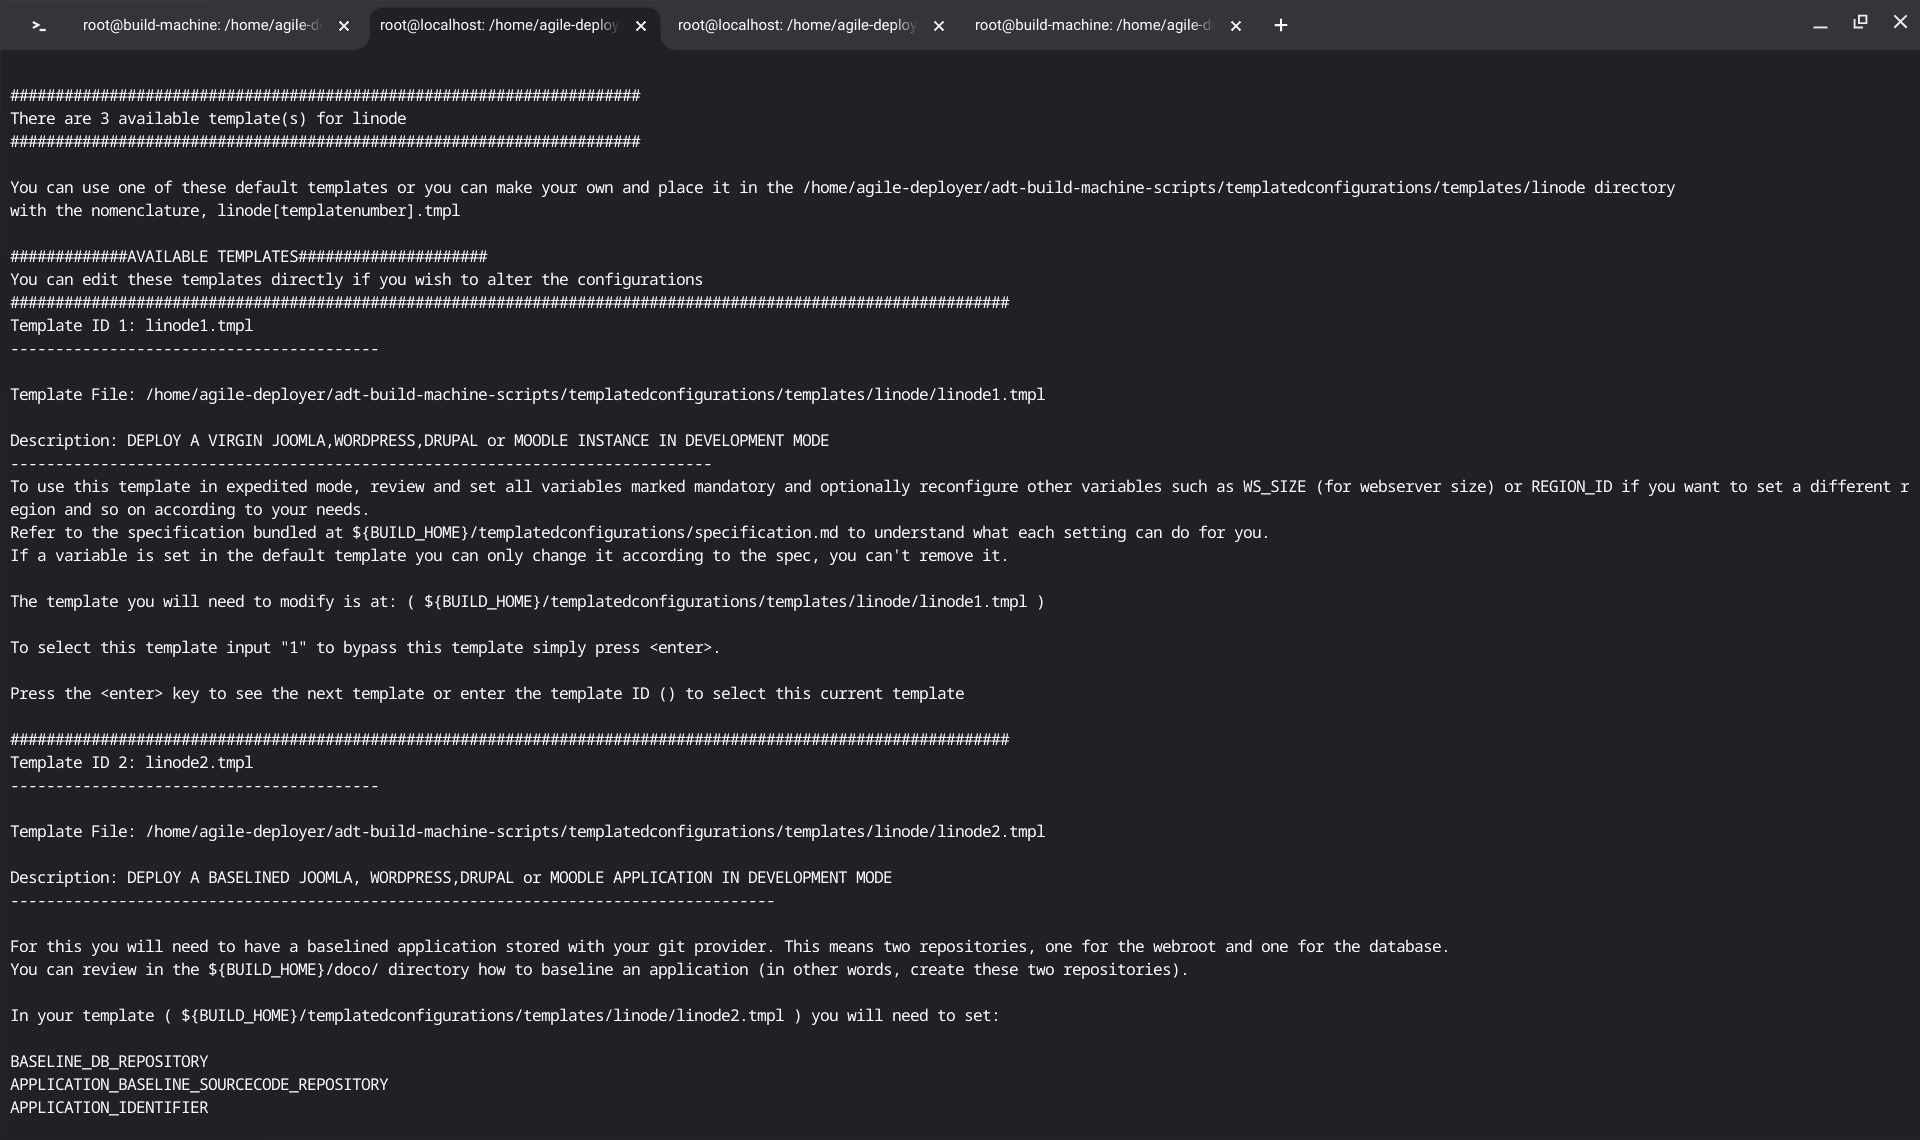 root@build-machine: /home/agile-d
root@localhost: /home/agile-deploy
root@localhost: /home/agile-deploy
root@build-machine: /home/agile-d
######################################################################
There are 3 available template(s) for linode
######################################################################
You can use one of these default templates or you can make your own and place it in the /home/agile-deployer/adt-build-machine-scripts/templatedconfigurations/templates/linode directory
with the nomenclature, linode[templatenumber].tmpl
#############AVAILABLE TEMPLATES#####################
You can edit these templates directly if you wish to alter the configurations
###############################################################################################################
Template ID 1: linode1.tmpl
-----------------------------------------
Template File: /home/agile-deployer/adt-build-machine-scripts/templatedconfigurations/templates/linode/linode1.tmpl
Description: DEPLOY A VIRGIN JOOMLA,WORDPRESS,DRUPAL or MOODLE INSTANCE IN DEVELOPMENT MODE
------------------------------------------------------------------------------
To use this template in expedited mode, review and set all variables marked mandatory and optionally reconfigure other variables such as WS_SIZE (for webserver size) or REGION_ID if you want to set a different r
egion and so on according to your needs.
Refer to the specification bundled at ${BUILD_HOME}/templatedconfigurations/specification.md to understand what each setting can do for you.
If a variable is set in the default template you can only change it according to the spec, you can't remove it.
The template you will need to modify is at: ( ${BUILD_HOME}/templatedconfigurations/templates/linode/linode1.tmpl )
To select this template input "1" to bypass this template simply press <enter>.
Press the <enter> key to see the next template or enter the template ID () to select this current template
###############################################################################################################
Template ID 2: linode2.tmpl
-----------------------------------------
Template File: /home/agile-deployer/adt-build-machine-scripts/templatedconfigurations/templates/linode/linode2.tmpl
Description: DEPLOY A BASELINED JOOMLA, WORDPRESS,DRUPAL or MOODLE APPLICATION IN DEVELOPMENT MODE
-------------------------------------------------------------------------------------
For this you will need to have a baselined application stored with your git provider. This means two repositories, one for the webroot and one for the database.
You can review in the ${BUILD_HOME}/doco/ directory how to baseline an application (in other words, create these two repositories).
In your template ( ${BUILD_HOME}/templatedconfigurations/templates/linode/linode2.tmpl ) you will need to set:
BASELINE_DB_REPOSITORY
APPLICATION_BASELINE_SOURCECODE_REPOSITORY
APPLICATION_IDENTIFIER